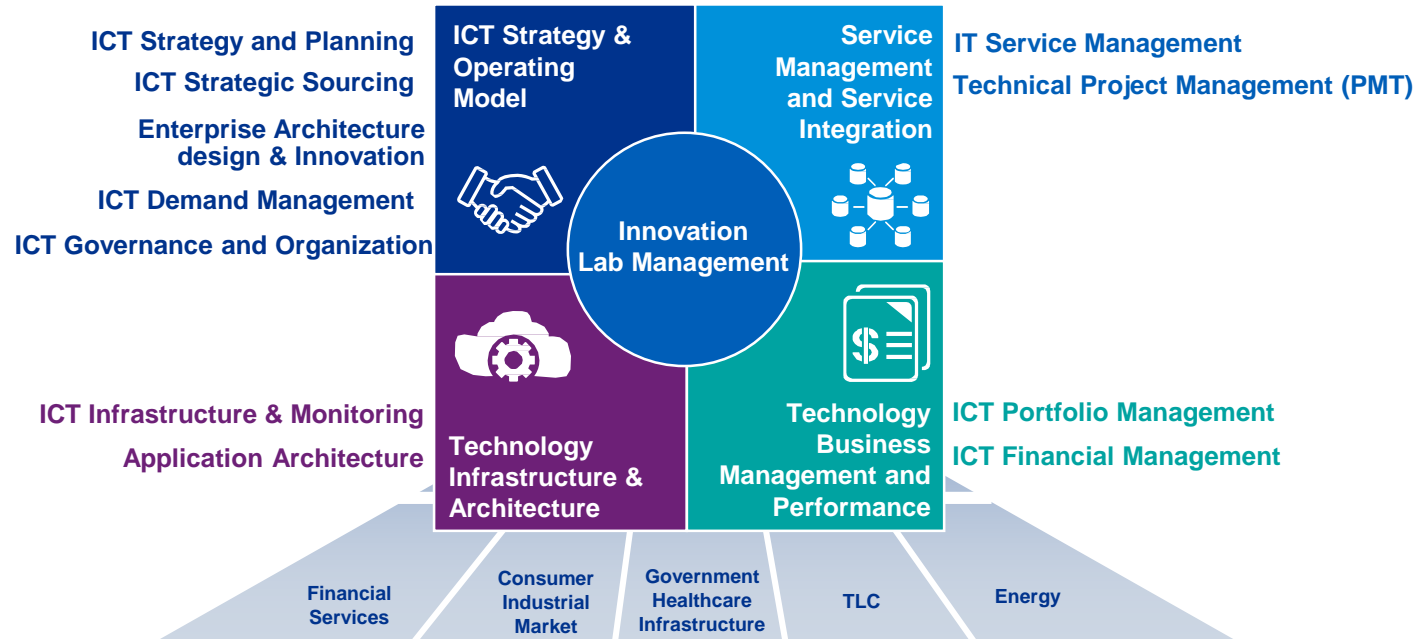 ICT Strategy and Planning
ICT Strategic Sourcing
Enterprise Architecture
design & Innovation
ICT Demand Management
ICT Governance and Organization
ICT Strategy &
Operating
Model
Service
Management
and Service
Integration
IT Service Management
Technical Project Management (PMT)
Innovation
Lab Management
ICT Infrastructure & Monitoring
Application Architecture
Technology
Infrastructure &
Architecture
$
Technology
Business
Management and
Performance
ICT Portfolio Management
ICT Financial Management
Financial
Services
Consumer
Industrial
Market
Government
Healthcare
Infrastructure
TLC
Energy